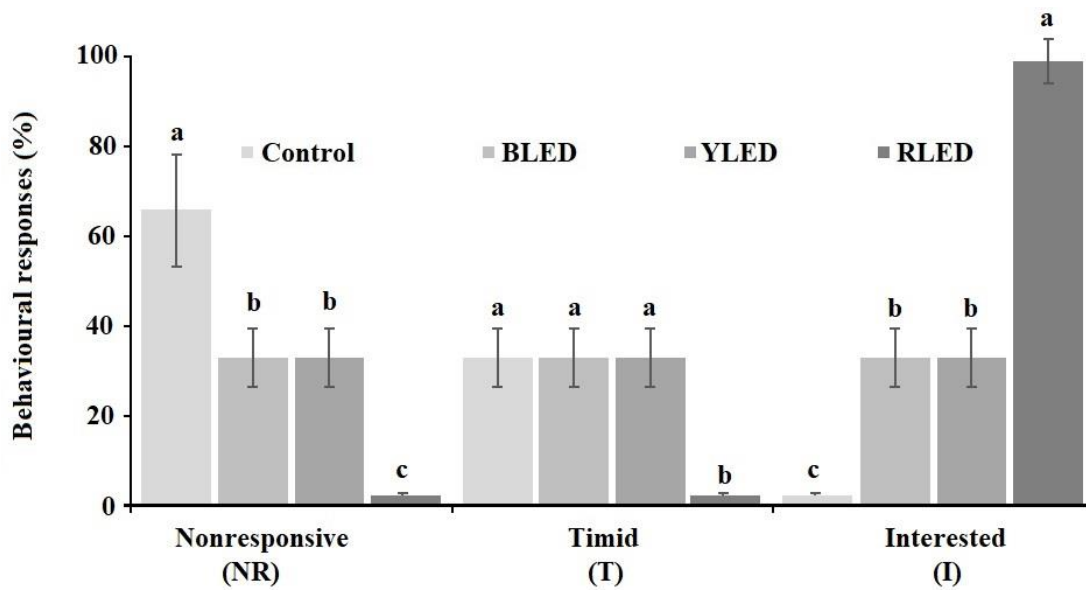 Behavioural responses (%)
100
80
60
40
20
0
Control BLED YLED RLED
a b b c
a a a b
c b b a
Nonresponsive Timid Interested
(NR) (T) (I)